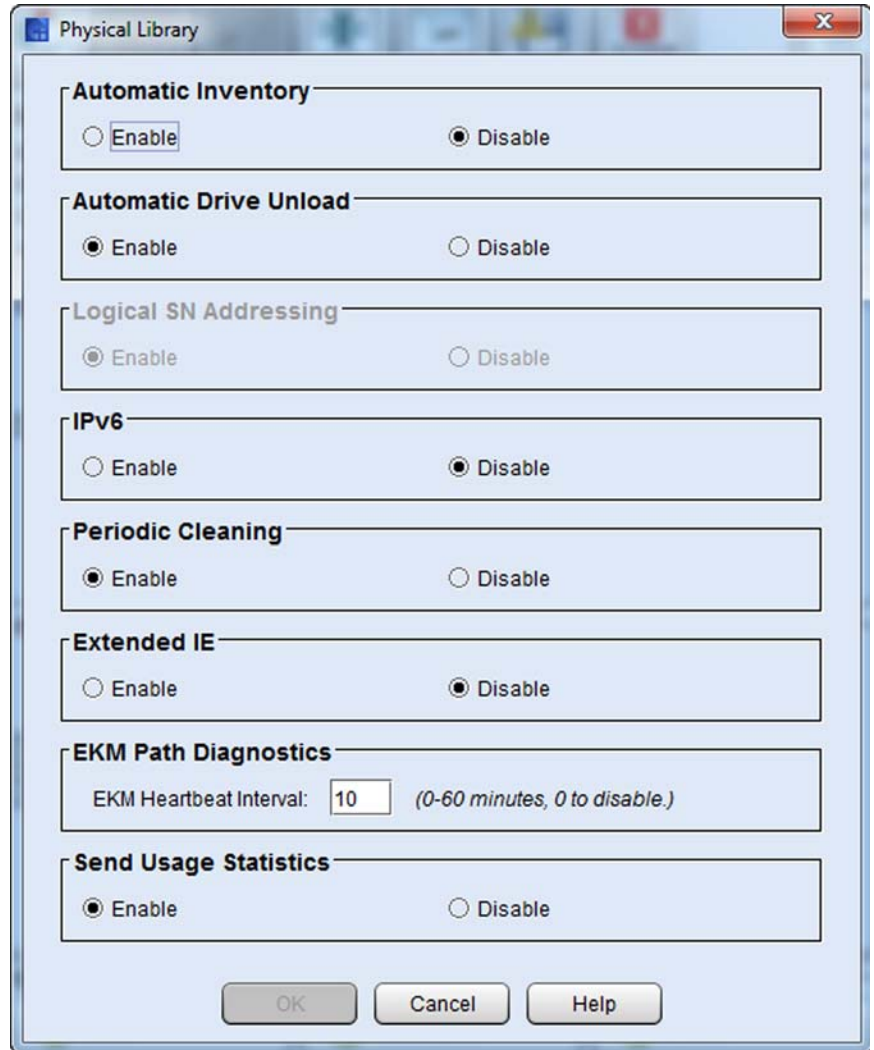 Physical Library
Automatic Inventory
Enable Disable
Automatic Drive Unload
Enable Disable
Logical SN Addressing
Enable Disable
IPv6
Enable Disable
Periodic Cleaning
Enable Disable
Extended IE
Enable Disable
EKM Path Diagnostics
EKM Heartbeat Interval: 10 (0-60 minutes, 0 to disable.)
Send Usage Statistics
Enable Disable
OK Cancel Help